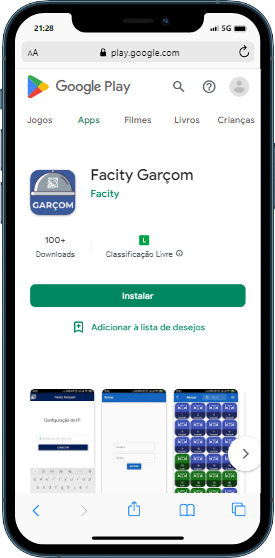 21:28
5G
AA
play.google.com
Google Play
Jogos Apps Filmes Livros Crianças
Facity Garçom
Facity
GARÇOM
100+
Downloads
L
Classificação Livre
Instalar
Adicionar à lista de desejos
Facity Garçom
Configuração de IP